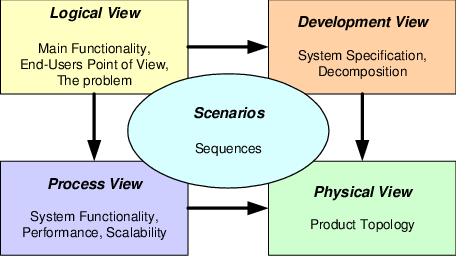 Logical View
Main Functionality,
End-Users Point of View,
The problem
Development View
System Specification,
Decomposition
Scenarios
Sequences
Process View
System Functionality,
Performance, Scalability
Physical View
Product Topology